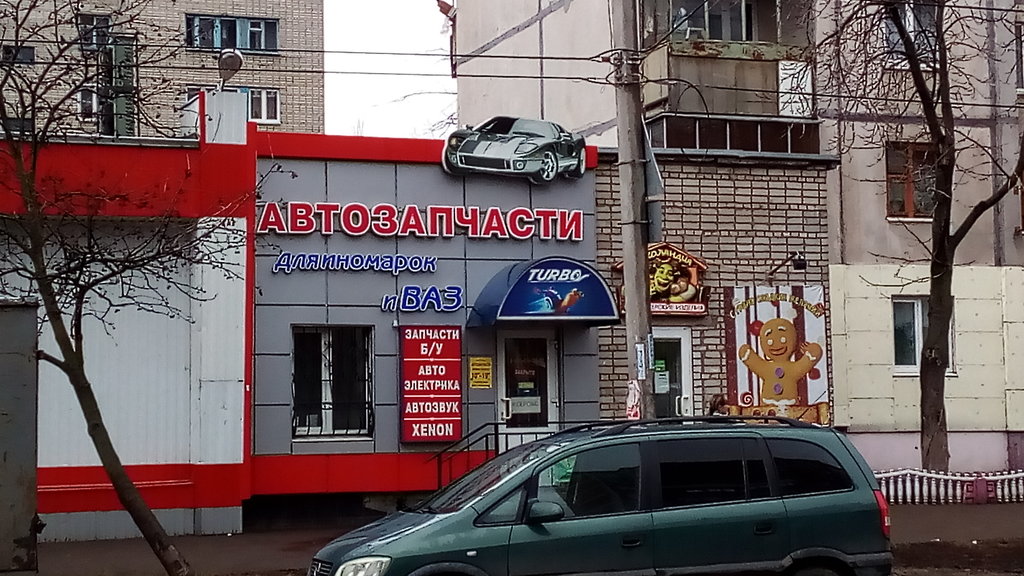 АВТОЗАПЧАСТИ
для иномарок
и ВАЗ
TURBO
ЗАПЧАСТИ
Б/У
АВТО
ЭЛЕКТРИКА
АВТОЗВУК
XENON